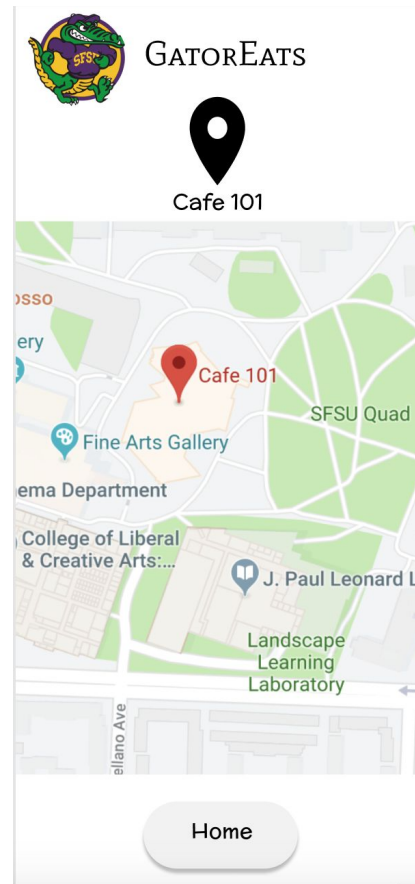 SFSU
GATOREATS
Cafe 101
osso
ery
Cafe 101
SFSU Quad
Fine Arts Gallery
ema Department
College of Liberal
& Creative Arts:...
J. Paul Leonard L
Landscape
Learning
Laboratory
ellano Ave
Home